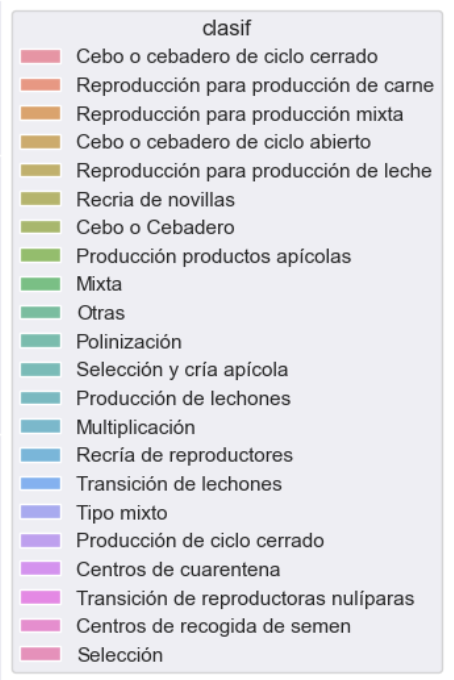 clasif
Cebo o cebadero de ciclo cerrado
Reproducción para producción de carne
Reproducción para producción mixta
Cebo o cebadero de ciclo abierto
Reproducción para producción de leche
Recria de novillas
Cebo o Cebadero
Producción productos apícolas
Mixta
Otras
Polinización
Selección y cría apícola
Producción de lechones
Multiplicación
Recría de reproductores
Transición de lechones
Tipo mixto
Producción de ciclo cerrado
Centros de cuarentena
Transición de reproductoras nulíparas
Centros de recogida de semen
Selección